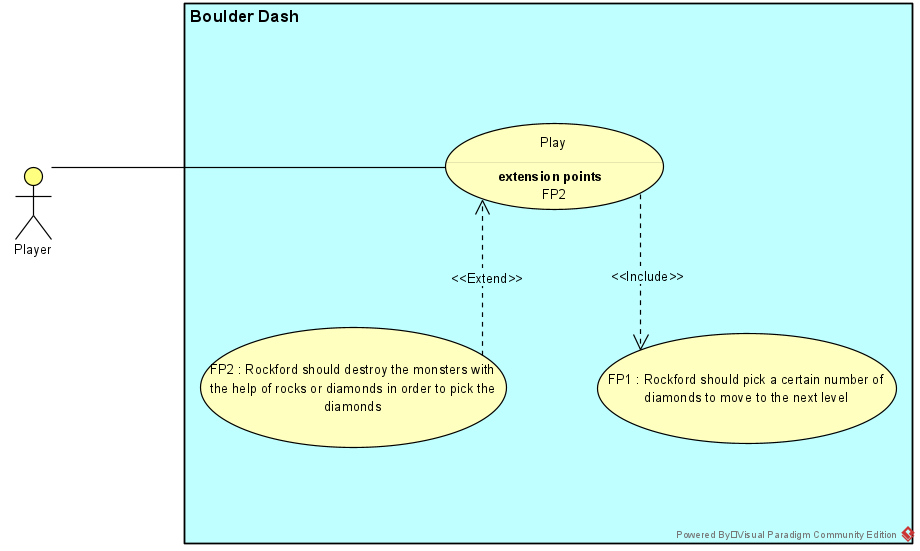 Boulder Dash
Play
extension points
FP2
Player
<<Extend>>
<<Include>>
FP2 : Rockford should destroy the monsters with
the help of rocks or diamonds in order to pick the
diamonds
FP1 : Rockford should pick a certain number of
diamonds to move to the next level
Powered By Visual Paradigm Community Edition